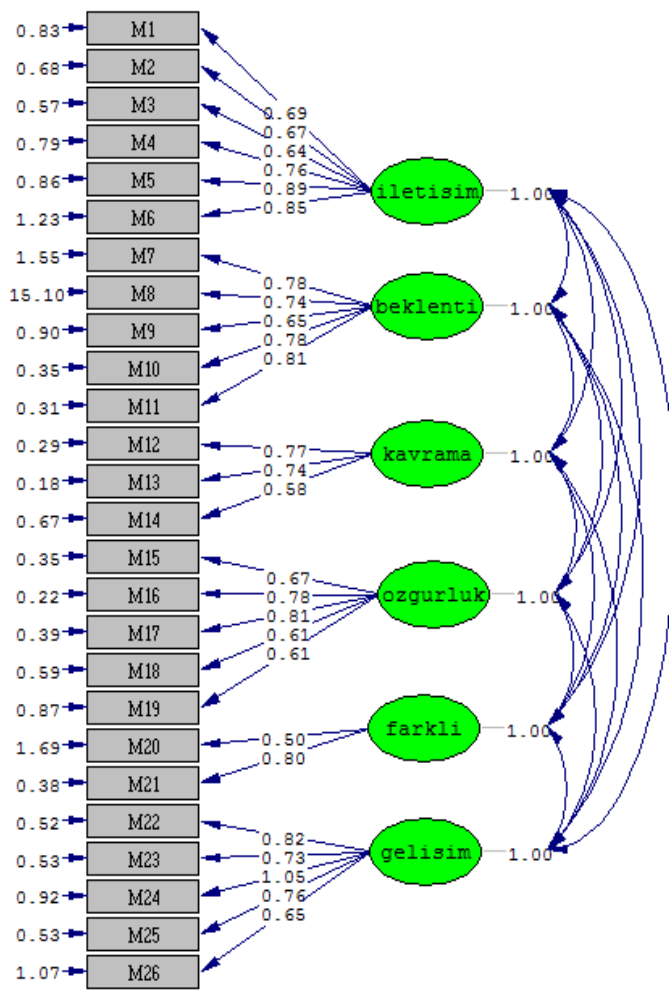 0.83 M1
0.68 M2
0.57 M3
0.79 M4
0.86 M5
1.23 M6
1.55 M7
15.10 M8
0.90 M9
0.35 M10
0.31 M11
0.29 M12
0.18 M13
0.67 M14
0.35 M15
0.22 M16
0.39 M17
0.59 M18
0.87 M19
1.69 M20
0.38 M21
0.52 M22
0.53 M23
0.92 M24
0.53 M25
1.07 M26
0.69
0.67
0.64
0.76
0.89
0.85
iletisim 1.00
0.78
0.74
0.65
0.78
0.81
beklenti 1.00
0.77
0.74
0.58
kavrama 1.00
0.67
0.78
0.81
0.61
0.61
ozgurluk 1.00
0.50
0.80
farkli 1.00
0.82
0.73
1.05
0.76
0.65
gelisim 1.00